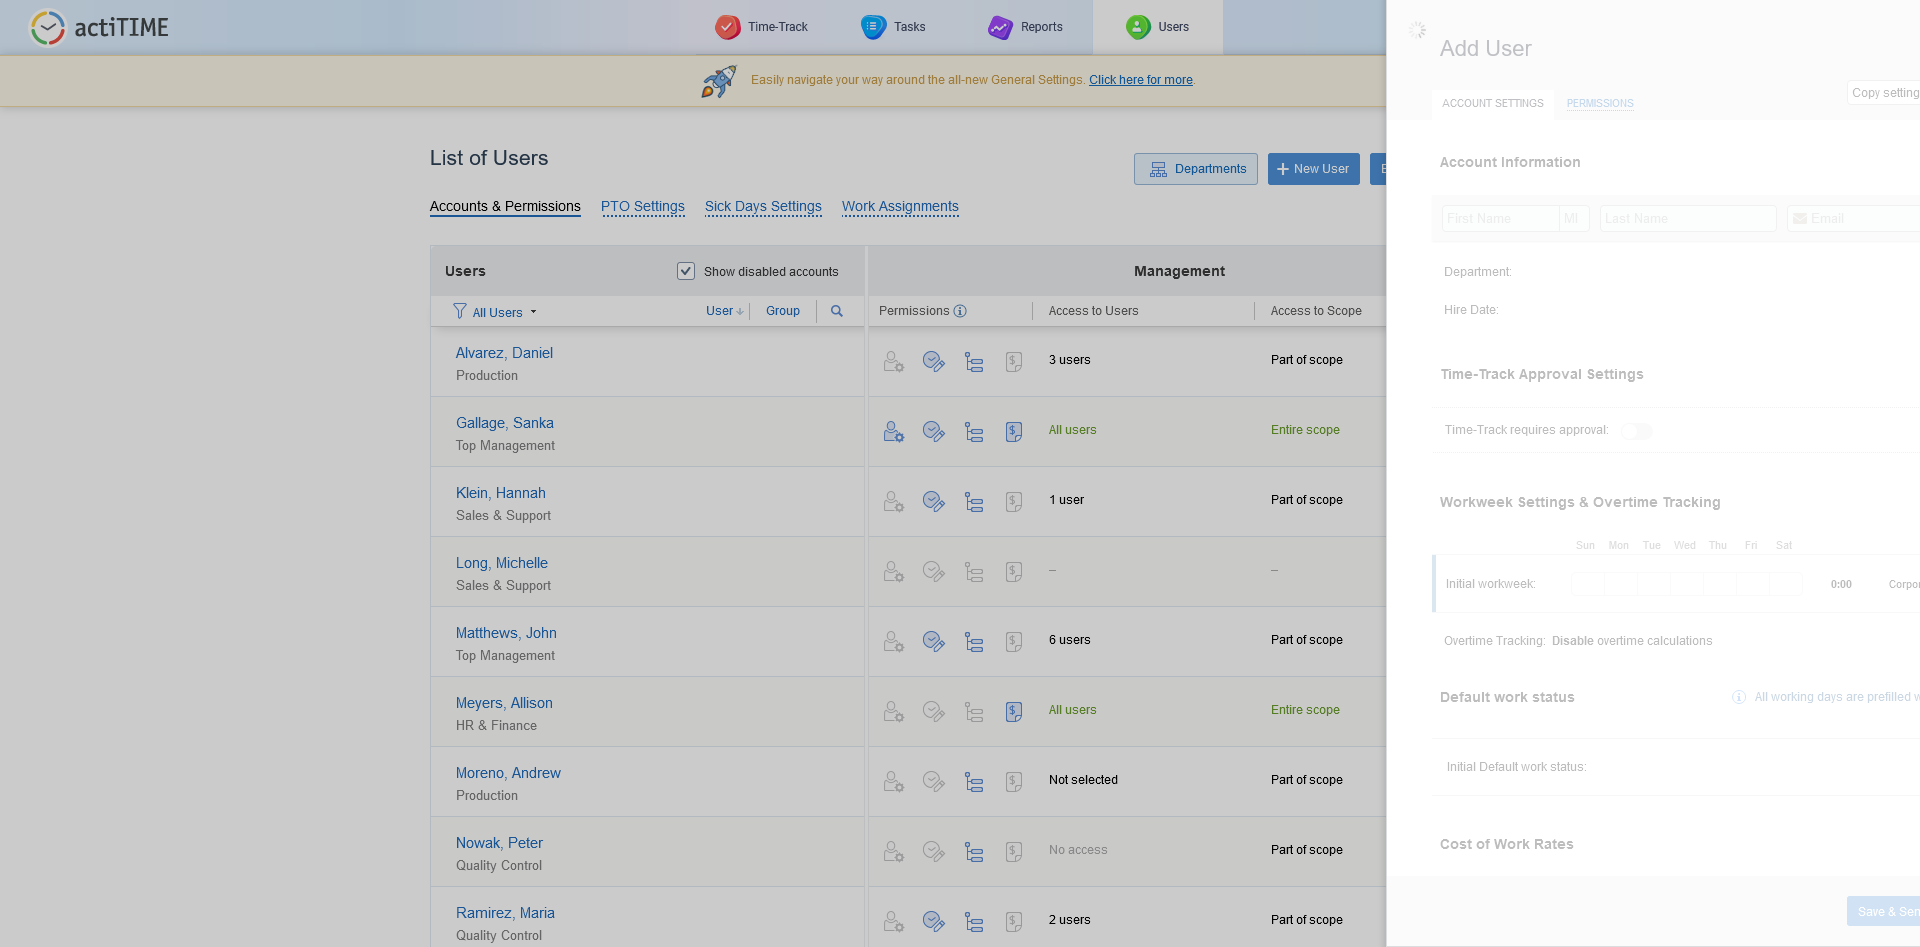 actiTIME
Time-Track
Tasks
Reports
Users
Easily navigate your way around the all-new General Settings. Click here for more.
List of Users
Departments
New User
Accounts & Permissions
PTO Settings
Sick Days Settings
Work Assignments
Users
Show disabled accounts
Management
All Users
User
Group
Permissions
Access to Users
Access to Scope
Alvarez, Daniel
Production
3 users
Part of scope
Gallage, Sanka
Top Management
All users
Entire scope
Klein, Hannah
Sales & Support
1 user
Part of scope
Long, Michelle
Sales & Support
–
–
Matthews, John
Top Management
6 users
Part of scope
Meyers, Allison
HR & Finance
All users
Entire scope
Moreno, Andrew
Production
Not selected
Part of scope
Nowak, Peter
Quality Control
No access
Part of scope
Ramirez, Maria
Quality Control
2 users
Part of scope
Add User
Copy setting
ACCOUNT SETTINGS
PERMISSIONS
Account Information
First Name
MI
Last Name
Email
Department:
Hire Date:
Time-Track Approval Settings
Time-Track requires approval:
Workweek Settings & Overtime Tracking
Sun Mon Tue Wed Thu Fri Sat
Initial workweek:
0:00
Corpor
Overtime Tracking: Disable overtime calculations
Default work status
All working days are prefilled w
Initial Default work status:
Cost of Work Rates
Save & Sen